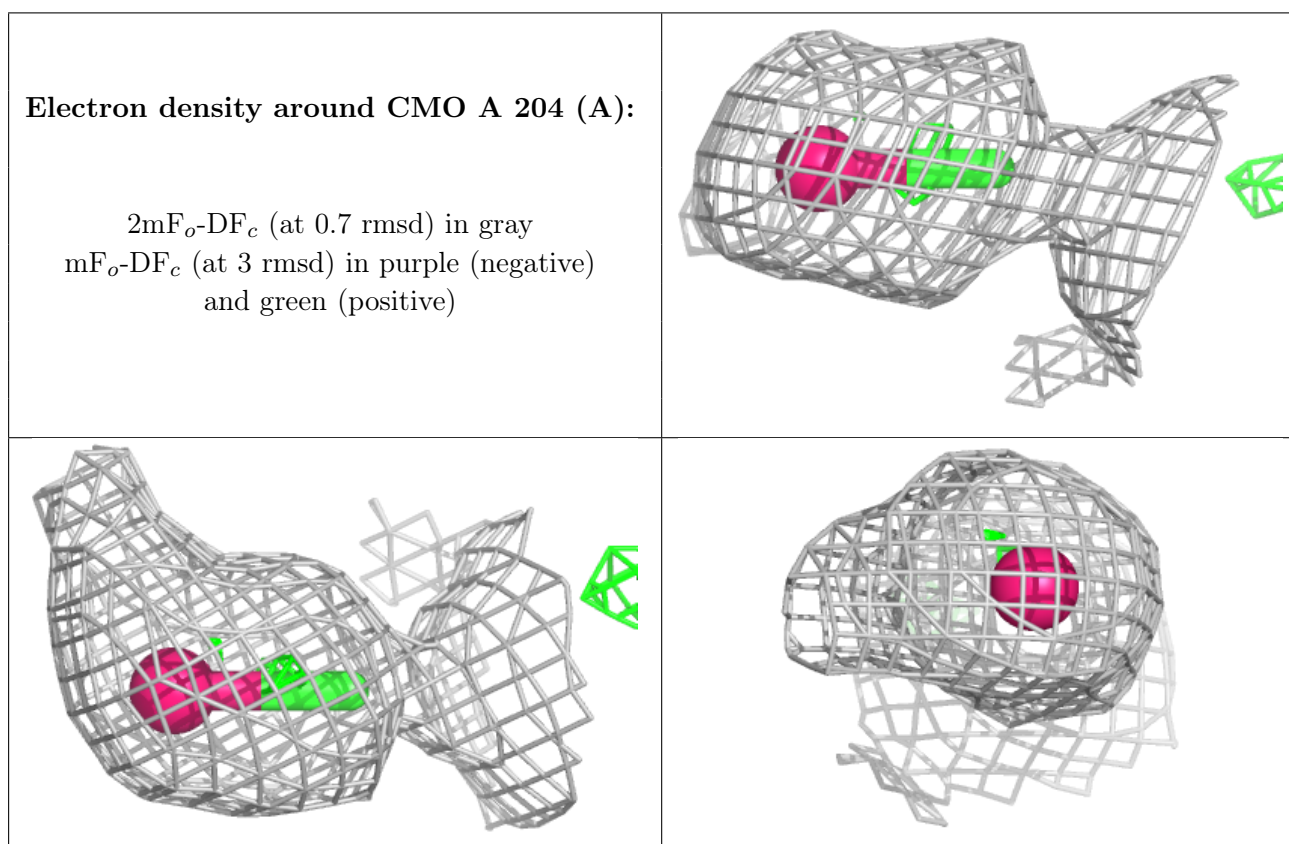 Electron density around CMO A 204 (A):
2mFo-DFc (at 0.7 rmsd) in gray
mFo-DFc (at 3 rmsd) in purple (negative)
and green (positive)